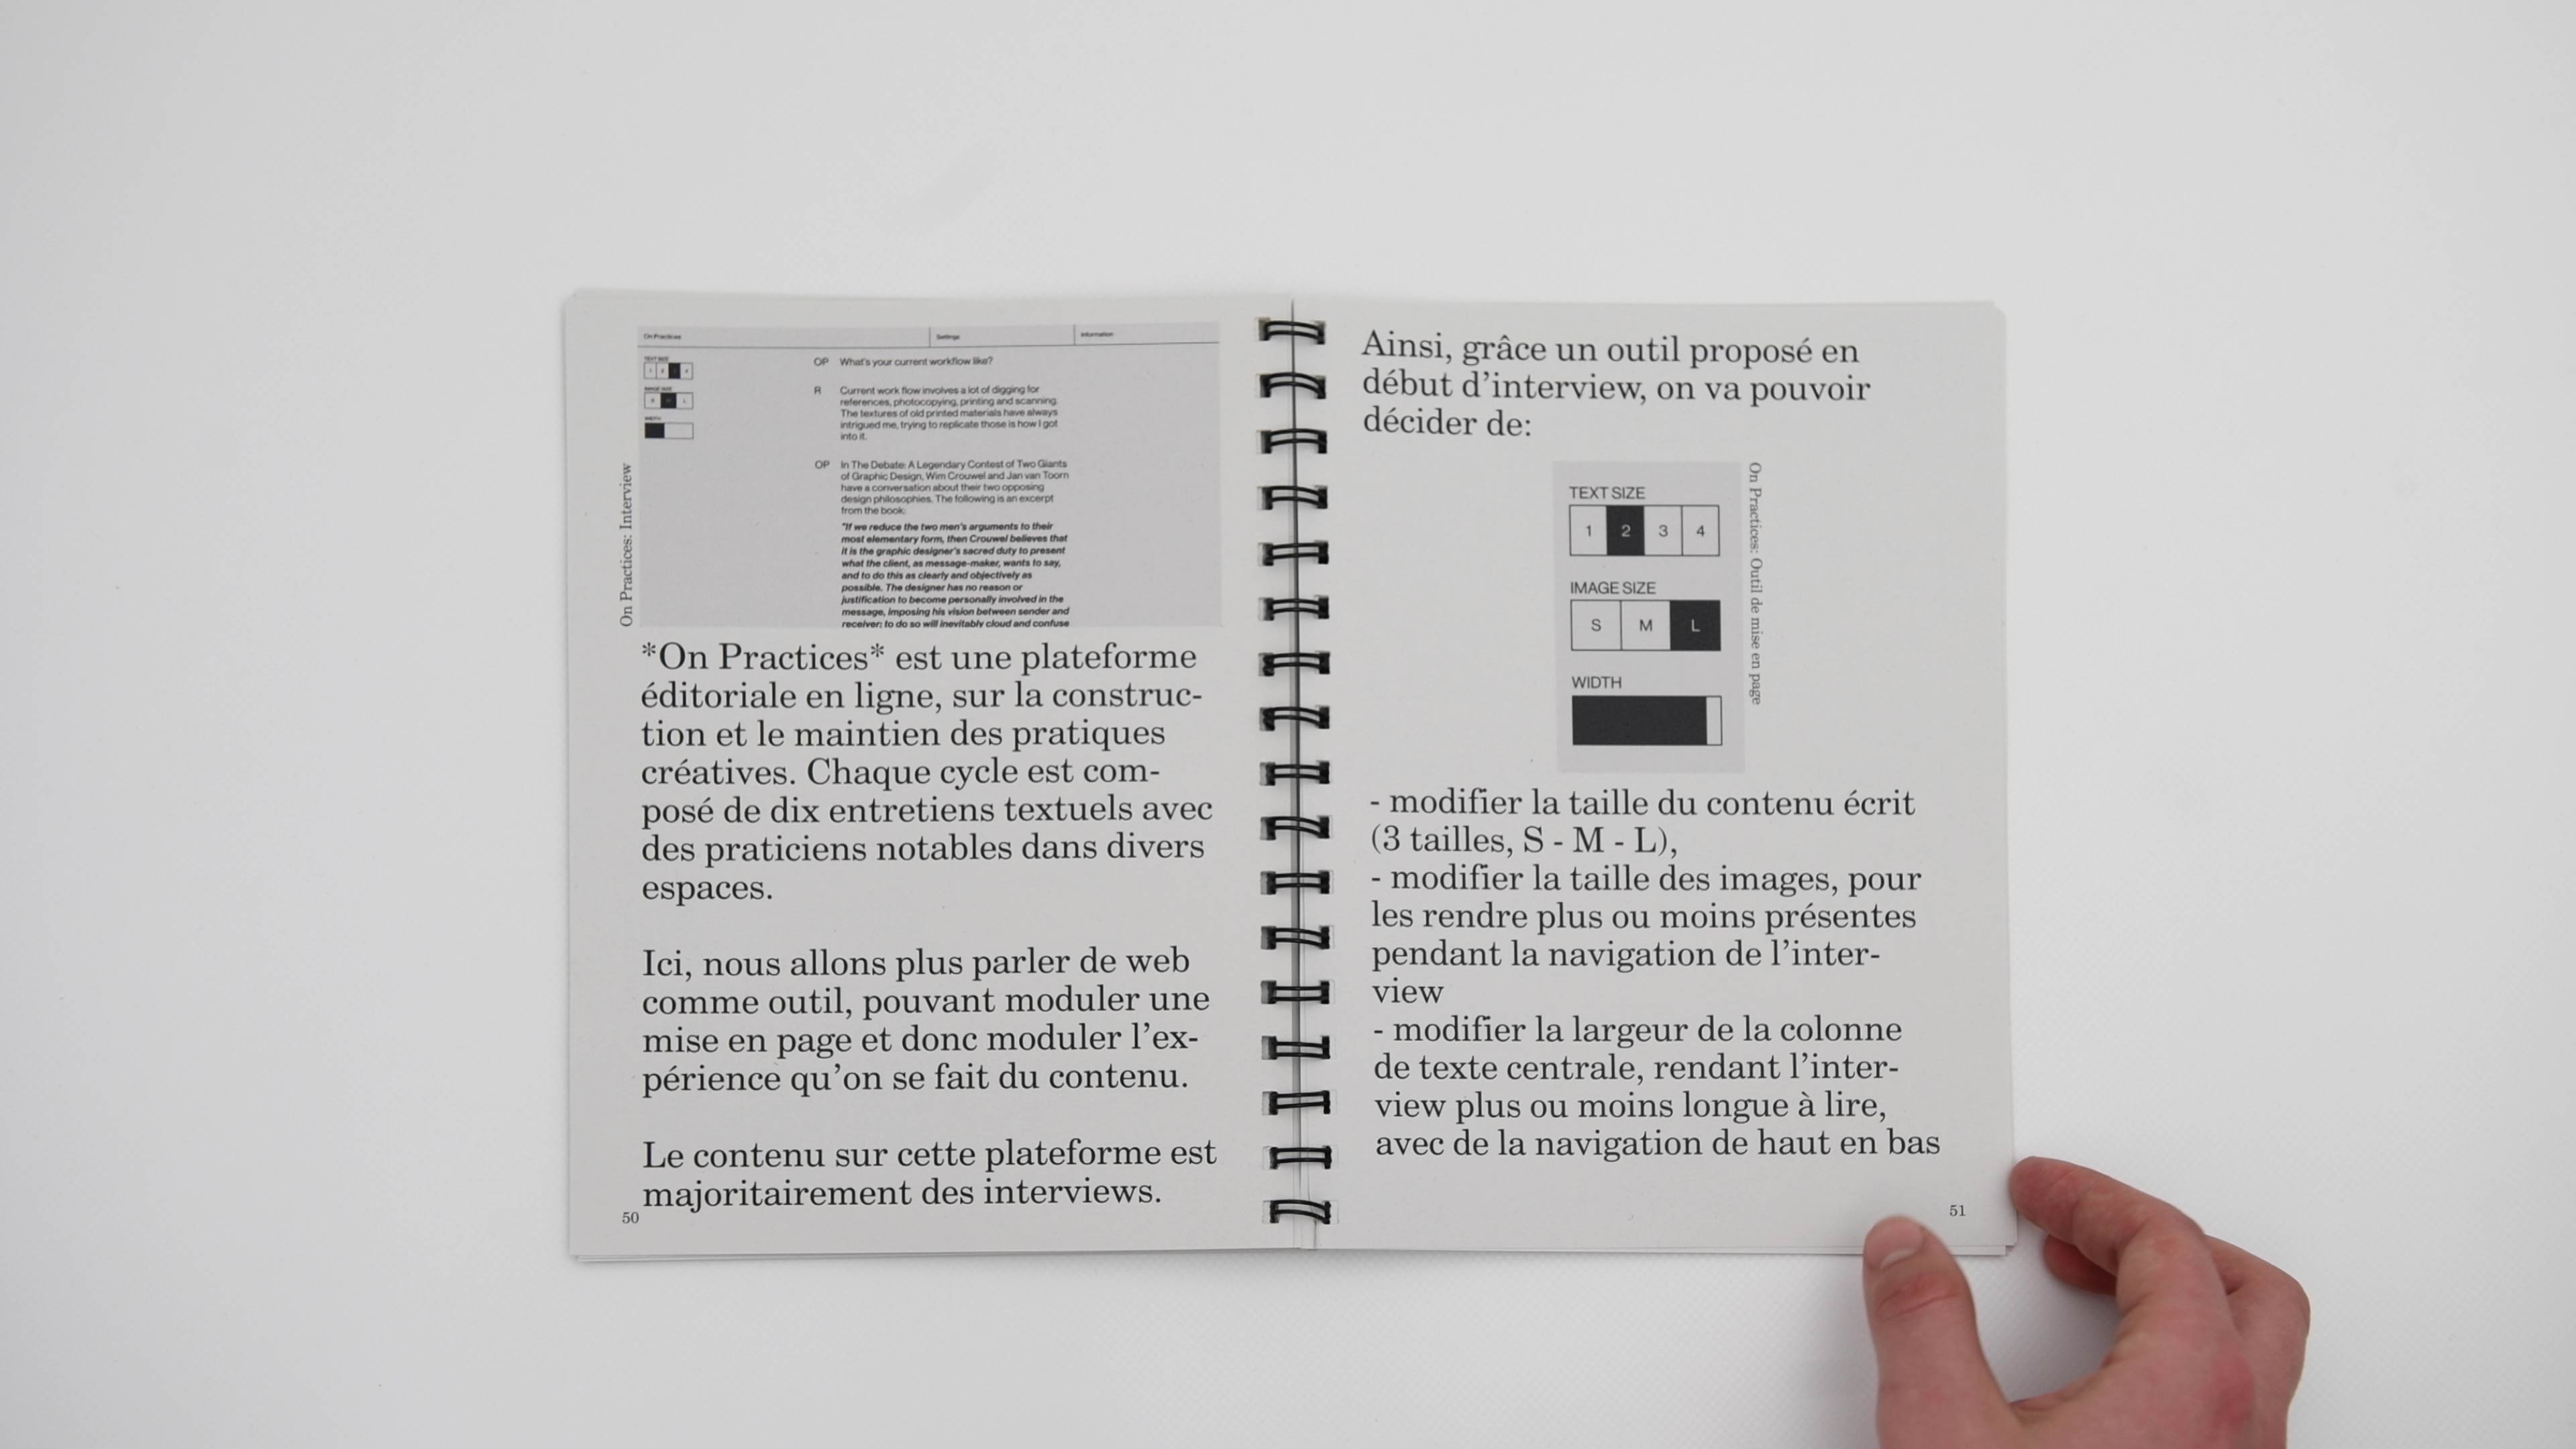 On Practices
Settings
Information
TEXT SIZE
IMAGE SIZE
WIDTH
OP What's your current workflow like?
R Current work flow involves a lot of digging for
references, photocopying, printing and scanning.
The textures of old printed materials have always
intrigued me, trying to replicate those is how I got
into it.
OP In The Debate: A Legendary Contest of Two Giants
of Graphic Design, Wim Crouwel and Jan van Toorn
have a conversation about their two opposing
design philosophies. The following is an excerpt
from the book:
"If we reduce the two men's arguments to their
most elementary form, then Crouwel believes that
it is the graphic designer's sacred duty to present
what the client, as message-maker, wants to say,
and to do this as clearly and objectively as
possible. The designer has no reason or
justification to become personally involved in the
message, imposing his vision between sender and
receiver; to do so will inevitably cloud and confuse
On Practices: Interview
*On Practices* est une plateforme
éditoriale en ligne, sur la construc-
tion et le maintien des pratiques
créatives. Chaque cycle est com-
posé de dix entretiens textuels avec
des praticiens notables dans divers
espaces.
Ici, nous allons plus parler de web
comme outil, pouvant moduler une
mise en page et donc moduler l'ex-
périence qu'on se fait du contenu.
Le contenu sur cette plateforme est
majoritairement des interviews.
50
Ainsi, grâce un outil proposé en
début d'interview, on va pouvoir
décider de:
TEXT SIZE
1 2 3 4
IMAGE SIZE
S M L
WIDTH
On Practices: Outil de mise en page
- modifier la taille du contenu écrit
(3 tailles, S - M - L),
- modifier la taille des images, pour
les rendre plus ou moins présentes
pendant la navigation de l'inter-
view
- modifier la largeur de la colonne
de texte centrale, rendant l'inter-
view plus ou moins longue à lire,
avec de la navigation de haut en bas
51